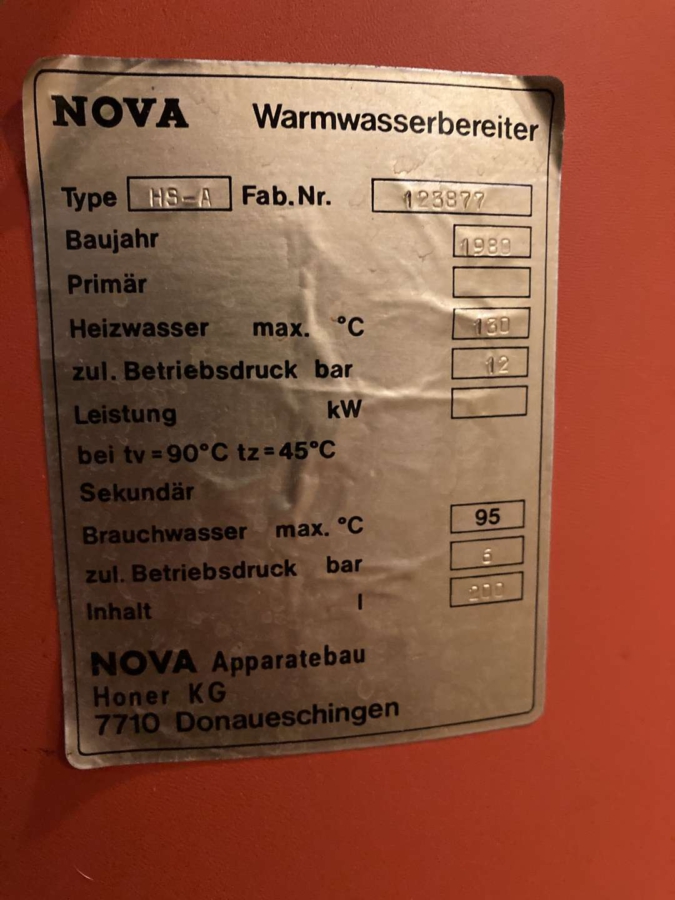 NOVA Warmwasserbereiter
Type HS-A Fab.Nr. 123877
Baujahr 1980
Primär
Heizwasser max. °C 130
zul. Betriebsdruck bar 12
Leistung kW
bei tv = 90°C tz = 45°C
Sekundär
Brauchwasser max. °C 95
zul. Betriebsdruck bar 6
Inhalt l 200
NOVA Apparatebau
Honer KG
7710 Donaueschingen